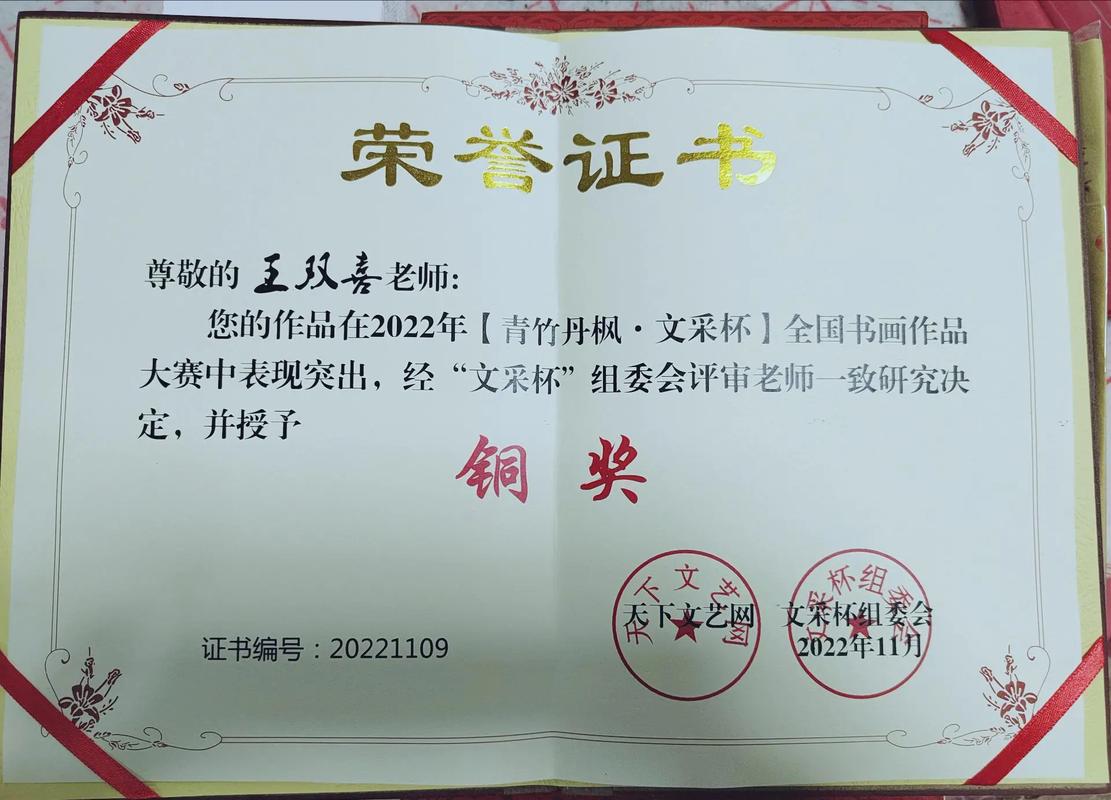 荣誉证书
尊敬的 王双喜老师:
您的作品在2022年【青竹丹枫·文采杯】全国书画作品
大赛中表现突出，经“文采杯”组委会评审老师一致研究决
定，并授予
铜 奖
天下文艺网
文采杯组委会
天下文艺网 文采杯组委会
2022年11月
证书编号：20221109